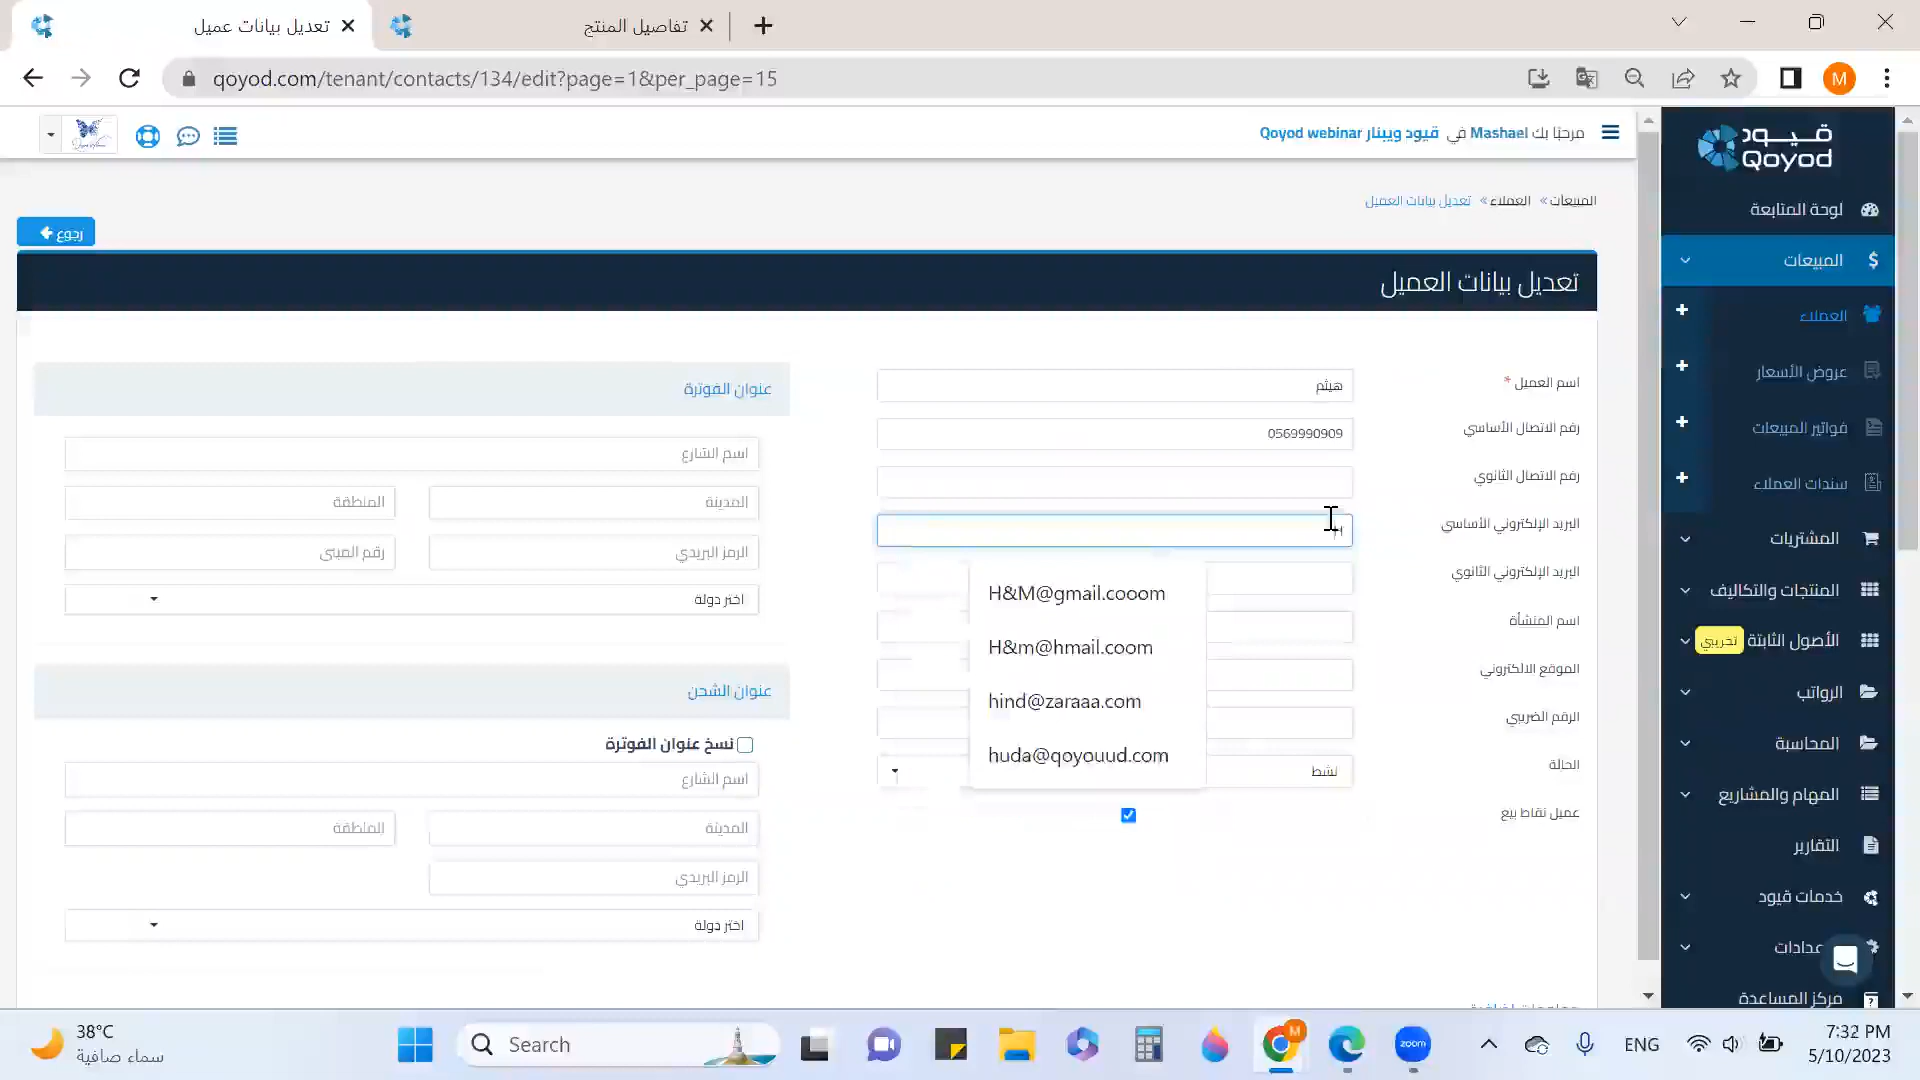 تعديل بيانات عميل
تفاصيل المنتج
qoyod.com/tenant/contacts/134/edit?page=1&per_page=15
M
مرحبًا بك Mashael في قيود ويبنار Qoyod webinar
قيود
Qoyod
المبيعات » العملاء » تعديل بيانات العميل
رجوع
تعديل بيانات العميل
اسم العميل *
هيثم
رقم الاتصال الأساسي
0569990909
رقم الاتصال الثانوي
البريد الإلكتروني الأساسي
H
البريد الإلكتروني الثانوي
H&M@gmail.cooom
H&m@hmail.coom
hind@zaraaa.com
huda@qoyouud.com
اسم المنشأة
الموقع الالكتروني
الرقم الضريبي
الحالة
نشط
عميل نقاط بيع
عنوان الفوترة
اسم الشارع
المدينة
المنطقة
الرمز البريدي
رقم المبنى
اختر دولة
عنوان الشحن
نسخ عنوان الفوترة
اسم الشارع
المدينة
المنطقة
الرمز البريدي
اختر دولة
لوحة المتابعة
المبيعات
العملاء
عروض الأسعار
فواتير المبيعات
سندات العملاء
المشتريات
المنتجات والتكاليف
الأصول الثابتة تجريبي
الرواتب
المحاسبة
المهام والمشاريع
التقارير
خدمات قيود
مركز المساعدة
38°C
سماء صافية
Search
M
zoom
ENG
7:32 PM
5/10/2023